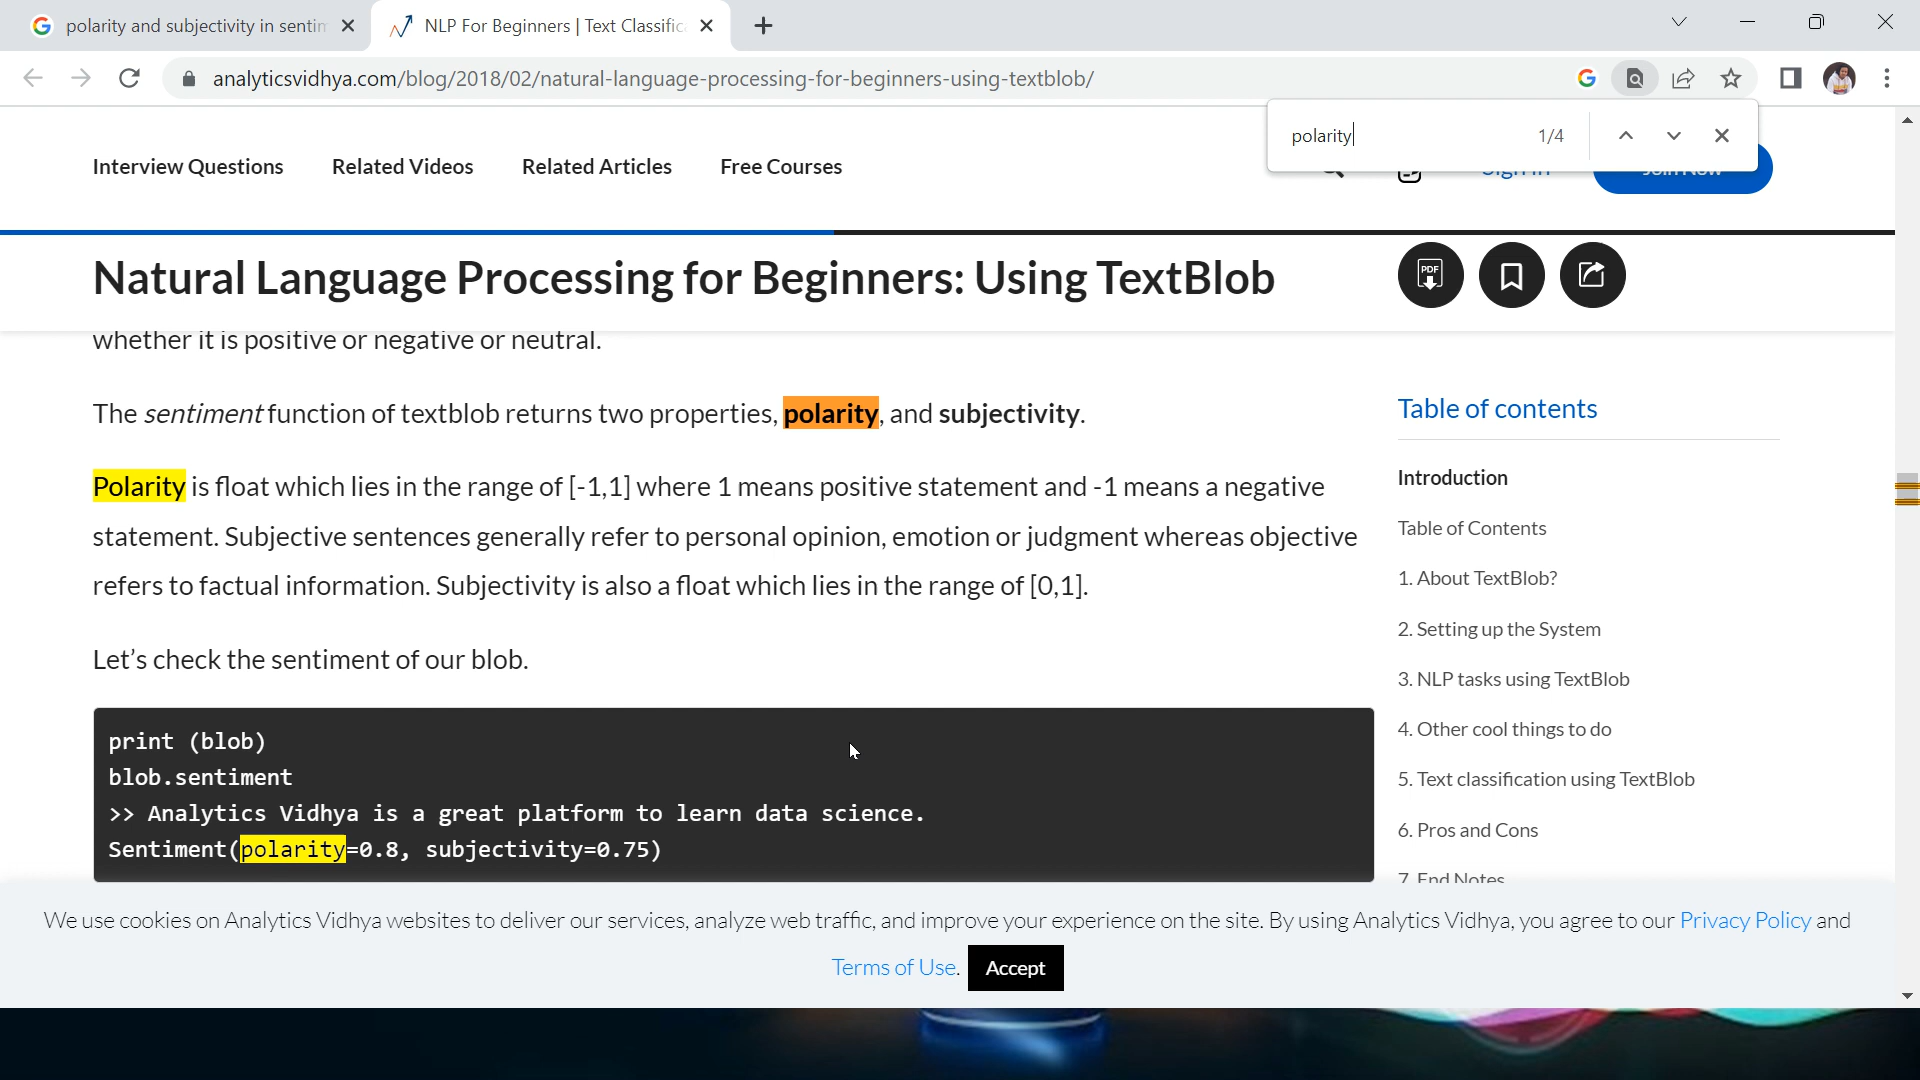 polarity and subjectivity in sentin
NLP For Beginners | Text Classific
analyticsvidhya.com/blog/2018/02/natural-language-processing-for-beginners-using-textblob/
polarity 1/4
Interview Questions Related Videos Related Articles Free Courses Sign In Join Now
Natural Language Processing for Beginners: Using TextBlob
PDF
whether it is positive or negative or neutral.
The sentiment function of textblob returns two properties, polarity, and subjectivity.
Polarity is float which lies in the range of [-1,1] where 1 means positive statement and -1 means a negative
statement. Subjective sentences generally refer to personal opinion, emotion or judgment whereas objective
refers to factual information. Subjectivity is also a float which lies in the range of [0,1].
Let’s check the sentiment of our blob.
print (blob)
blob.sentiment
>> Analytics Vidhya is a great platform to learn data science.
Sentiment(polarity=0.8, subjectivity=0.75)
Table of contents
Introduction
Table of Contents
1. About TextBlob?
2. Setting up the System
3. NLP tasks using TextBlob
4. Other cool things to do
5. Text classification using TextBlob
6. Pros and Cons
7. End Notes
We use cookies on Analytics Vidhya websites to deliver our services, analyze web traffic, and improve your experience on the site. By using Analytics Vidhya, you agree to our Privacy Policy and
Terms of Use. Accept